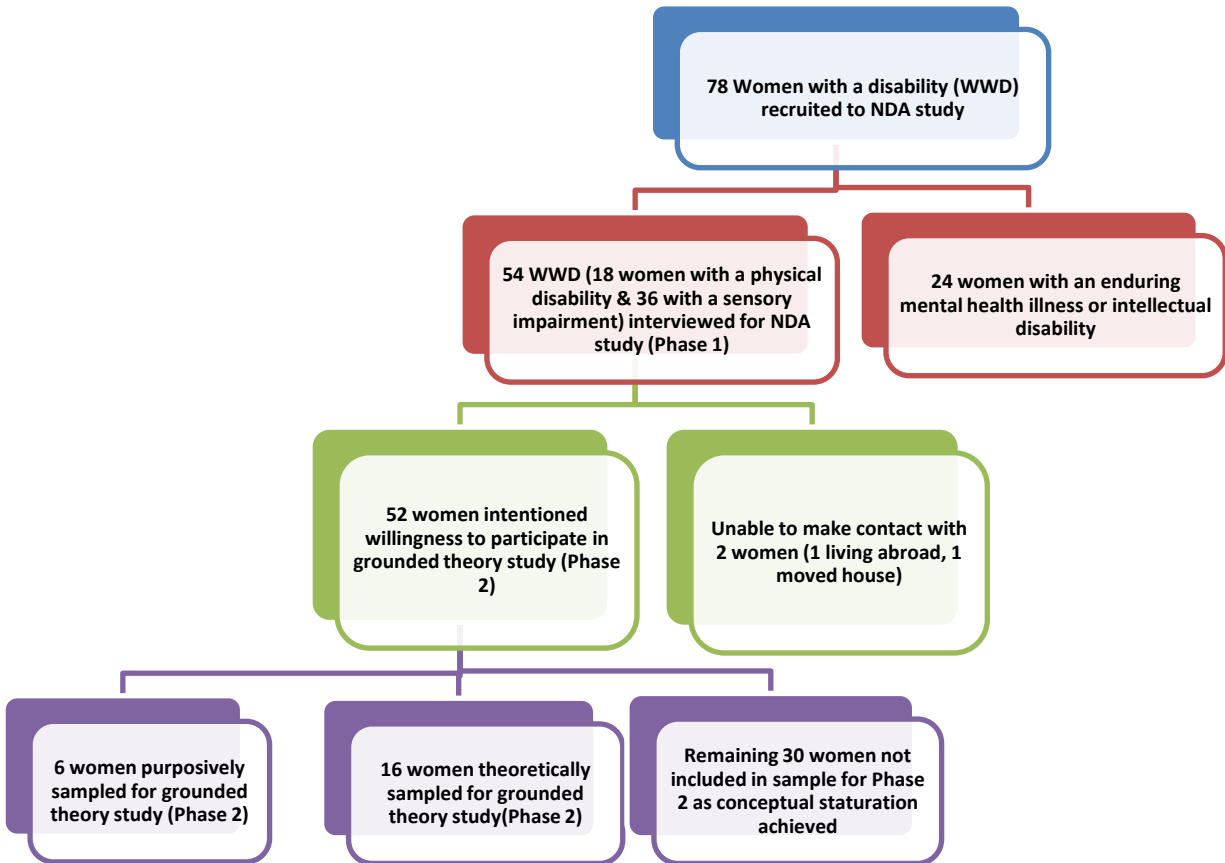 78 Women with a disability (WWD)
recruited to NDA study
54 WWD (18 women with a physical
disability & 36 with a sensory
impairment) interviewed for NDA
study (Phase 1)
24 women with an enduring
mental health illness or intellectual
disability
52 women intentioned
willingness to participate in
grounded theory study (Phase
2)
Unable to make contact with
2 women (1 living abroad, 1
moved house)
6 women purposively
sampled for grounded
theory study (Phase 2)
16 women theoretically
sampled for grounded
theory study(Phase 2)
Remaining 30 women not
included in sample for Phase
2 as conceptual staturation
achieved